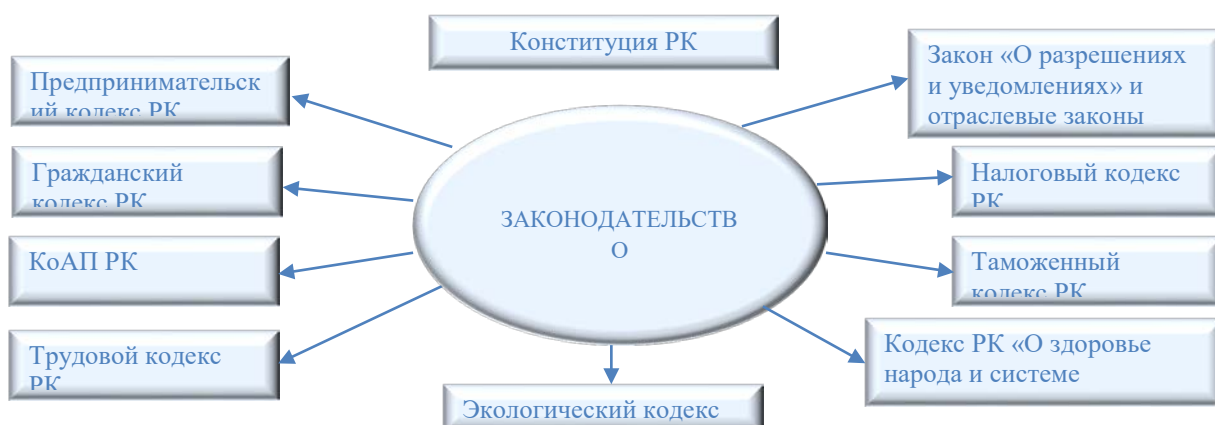 Конституция РК
Предпринимательск
ий кодекс РК
Гражданский
кодекс РК
КоАП РК
Трудовой кодекс
РК
ЗАКОНОДАТЕЛЬСТВ
О
Экологический кодекс
Закон «О разрешениях
и уведомлениях» и
отраслевые законы
Налоговый кодекс
РК
Таможенный
кодекс РК
Кодекс РК «О здоровье
народа и системе